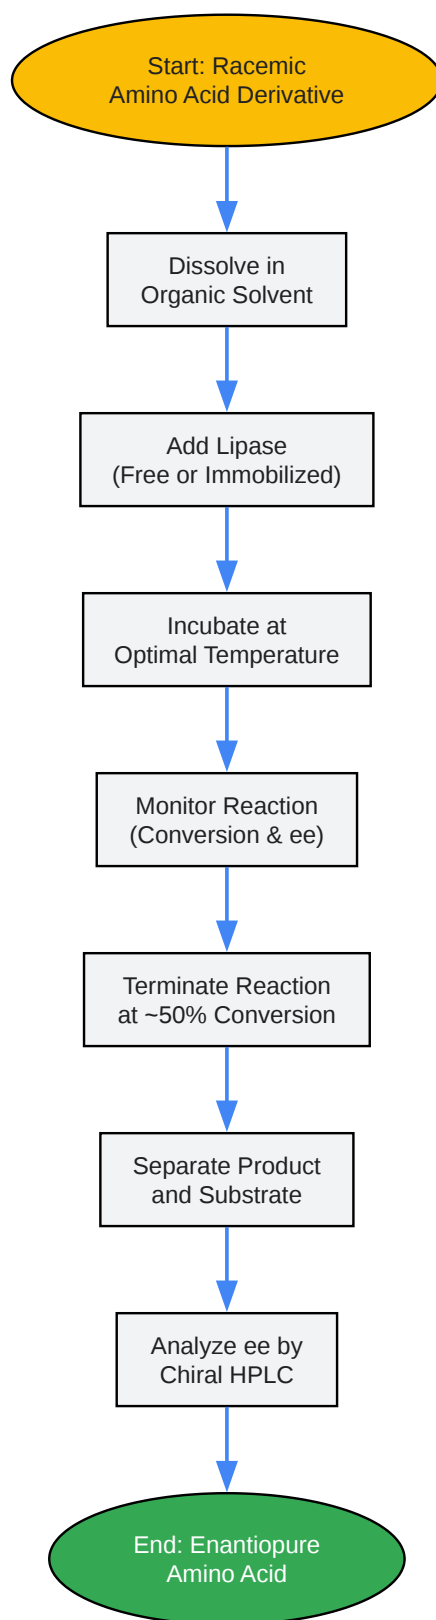 Start: Racemic
Amino Acid Derivative
Dissolve in
Organic Solvent
Add Lipase
(Free or Immobilized)
Incubate at
Optimal Temperature
Monitor Reaction
(Conversion & ee)
Terminate Reaction
at ~50% Conversion
Separate Product
and Substrate
Analyze ee by
Chiral HPLC
End: Enantiopure
Amino Acid